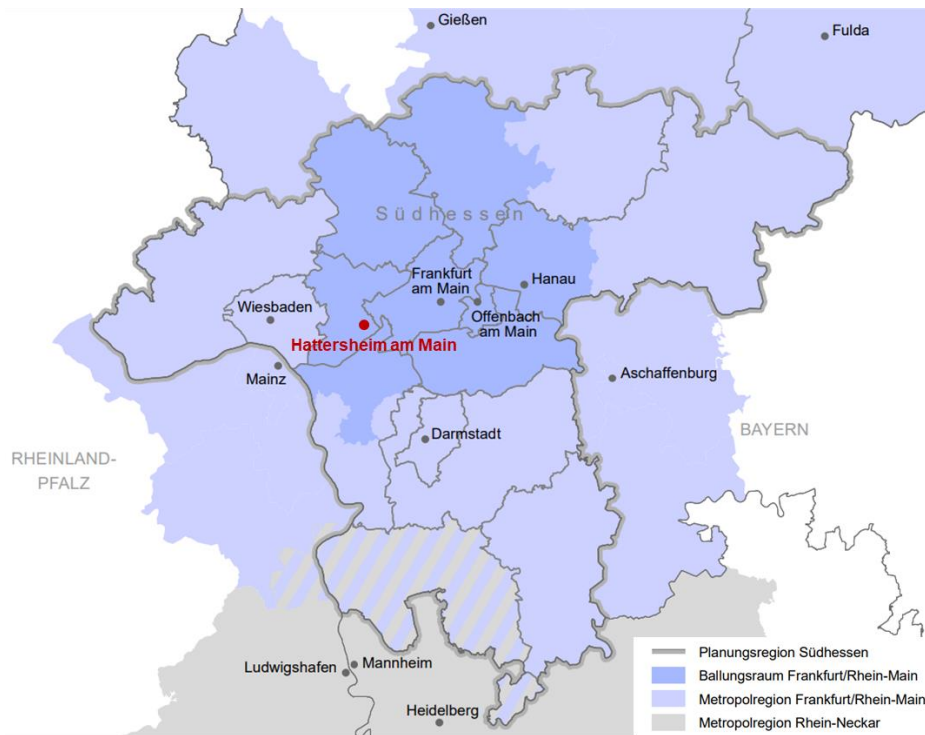 Gießen
Fulda
Südhessen
Frankfurt
am Main
Hanau
Wiesbaden
Offenbach
am Main
Hattersheim am Main
Mainz
Aschaffenburg
BAYERN
Darmstadt
RHEINLAND-
PFALZ
Planungsregion Südhessen
Ballungsraum Frankfurt/Rhein-Main
Metropolregion Frankfurt/Rhein-Main
Metropolregion Rhein-Neckar
Mannheim
Ludwigshafen
Heidelberg